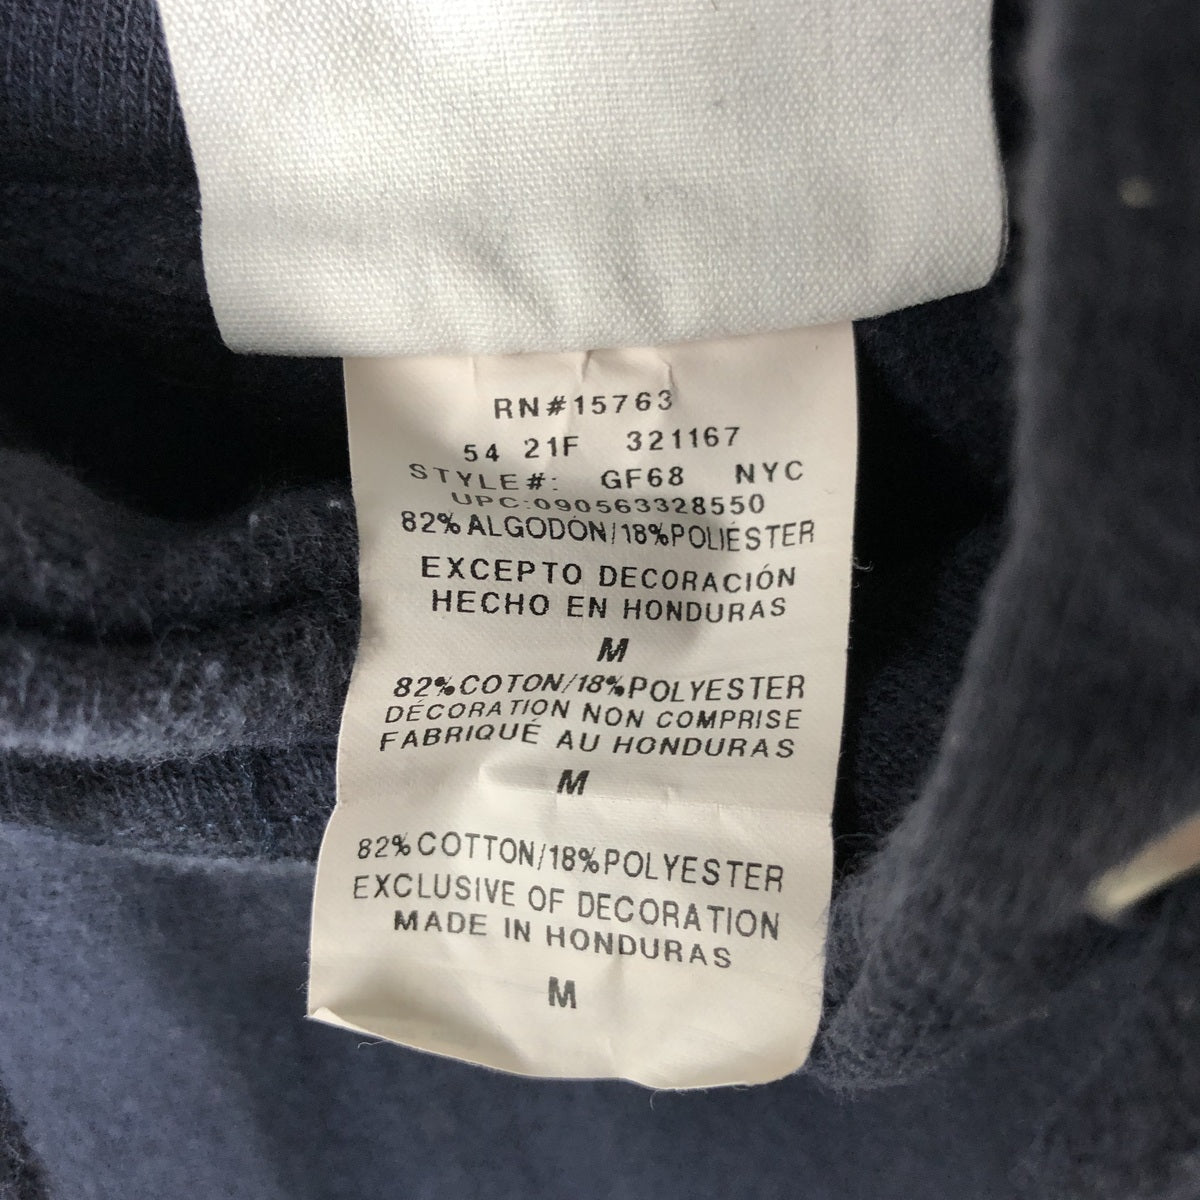 RN#15763
54 21F 321167
STYLE#: GF68 NYC
UPC:090563328550
82% ALGODÓN/18%POLIÉSTER
EXCEPTO DECORACIÓN
HECHO EN HONDURAS
M
82%COTON/18%POLYESTER
DÉCORATION NON COMPRISE
FABRIQUÉ AU HONDURAS
M
82%COTTON/18%POLYESTER
EXCLUSIVE OF DECORATION
MADE IN HONDURAS
M